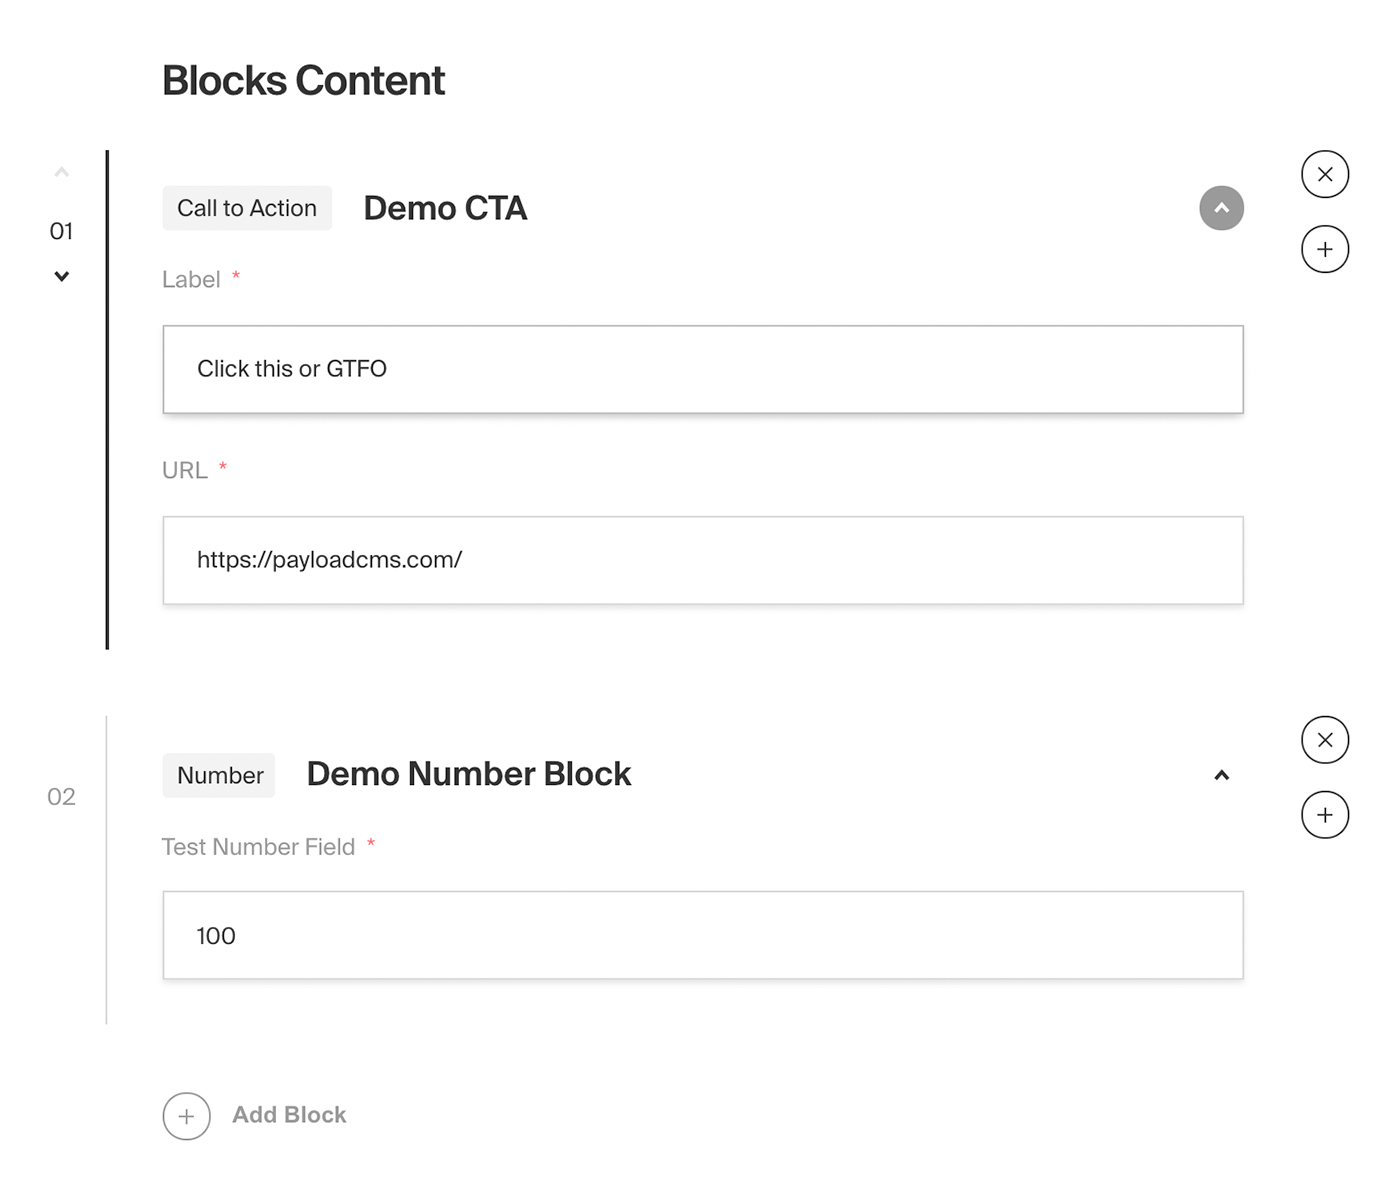 Blocks Content
01
Call to Action Demo CTA
Label *
Click this or GTFO
URL *
https://payloadcms.com/
02
Number Demo Number Block
Test Number Field *
100
Add Block